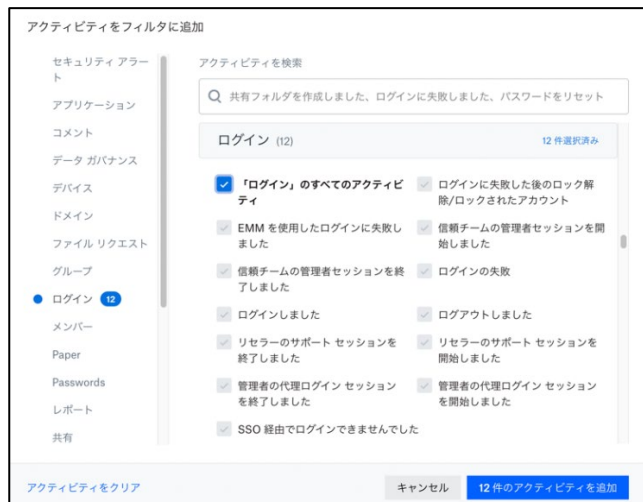 アクティビティをフィルタに追加
セキュリティ アラー
ト
アプリケーション
コメント
データ ガバナンス
デバイス
ドメイン
ファイル リクエスト
グループ
ログイン 12
メンバー
Paper
Passwords
レポート
共有
アクティビティを検索
共有フォルダを作成しました、ログインに失敗しました、パスワードをリセット
ログイン (12) 12 件選択済み
「ログイン」のすべてのアクティビ
ティ
ログインに失敗した後のロック解
除/ロックされたアカウント
EMM を使用したログインに失敗し
ました
信頼チームの管理者セッションを開
始しました
信頼チームの管理者セッションを終
了しました
ログインの失敗
ログインしました
ログアウトしました
リセラーのサポート セッションを
終了しました
リセラーのサポート セッションを
開始しました
管理者の代理ログイン セッション
を終了しました
管理者の代理ログイン セッション
を開始しました
SSO 経由でログインできませんでした
アクティビティをクリア
キャンセル
12 件のアクティビティを追加